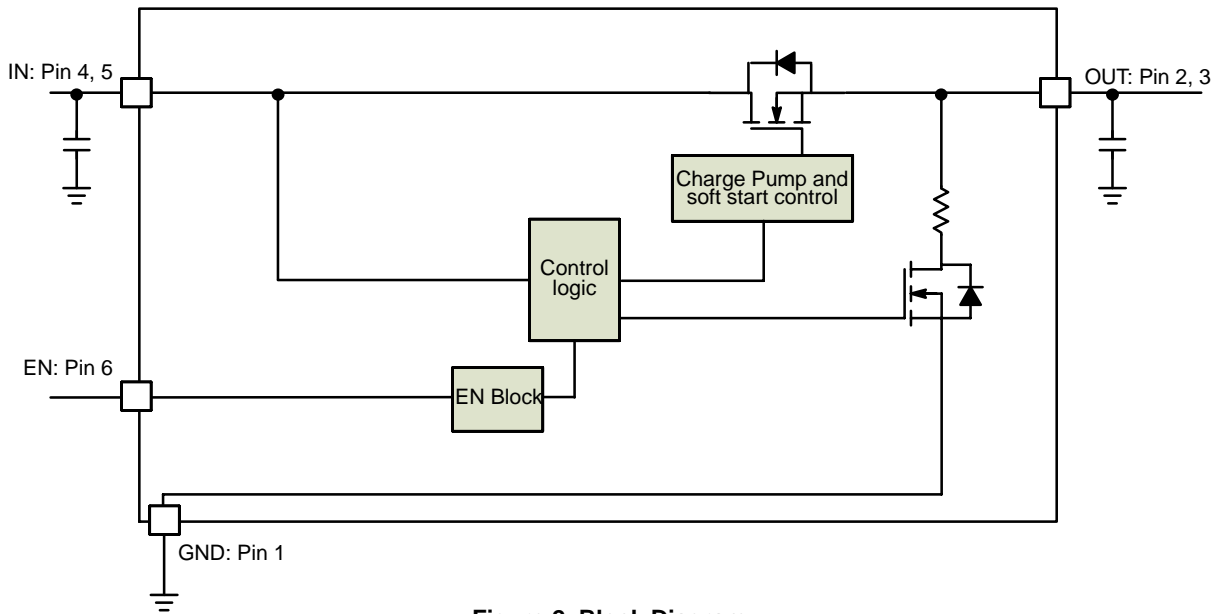 IN: Pin 4, 5
OUT: Pin 2, 3
Charge Pump and
soft start control
Control
logic
EN: Pin 6
EN Block
GND: Pin 1